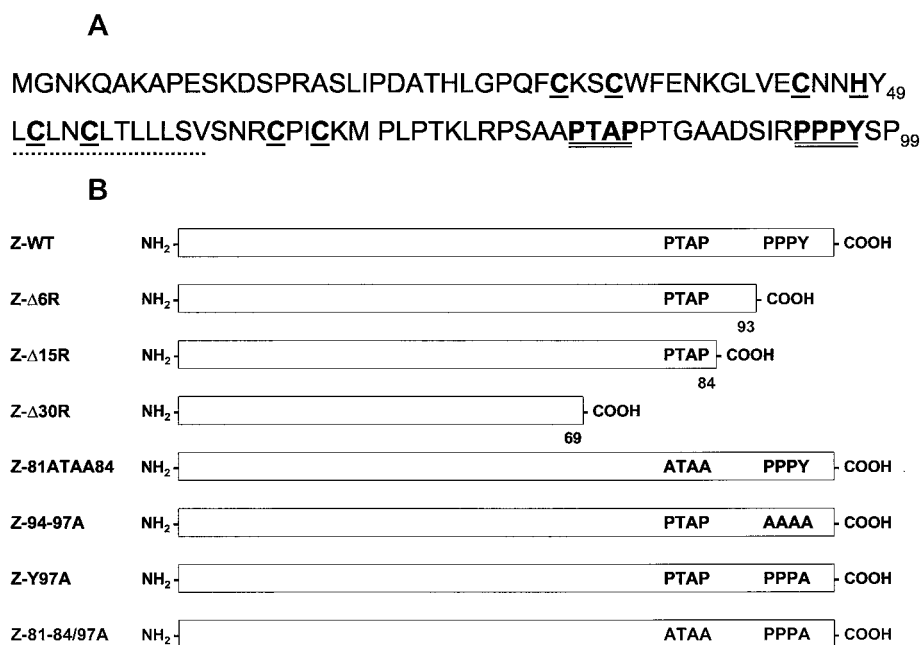 A
MGNKQAKAPESKDSPRASLIPDATHLGPQFCKSCWFENKGLVECNNHY49
LCLNCLTLLLSVSNRCPICKM PLPTKLRPSAAPTAPPTGAADSIRPPPYSP99
B
Z-WT NH2- PTAP PPPY - COOH
Z-Δ6R NH2- PTAP - COOH
93
Z-Δ15R NH2- PTAP - COOH
84
Z-Δ30R NH2- - COOH
69
Z-81ATAA84 NH2- ATAA PPPY - COOH
Z-94-97A NH2- PTAP AAAA - COOH
Z-Y97A NH2- PTAP PPPA - COOH
Z-81-84/97A NH2- ATAA PPPA - COOH